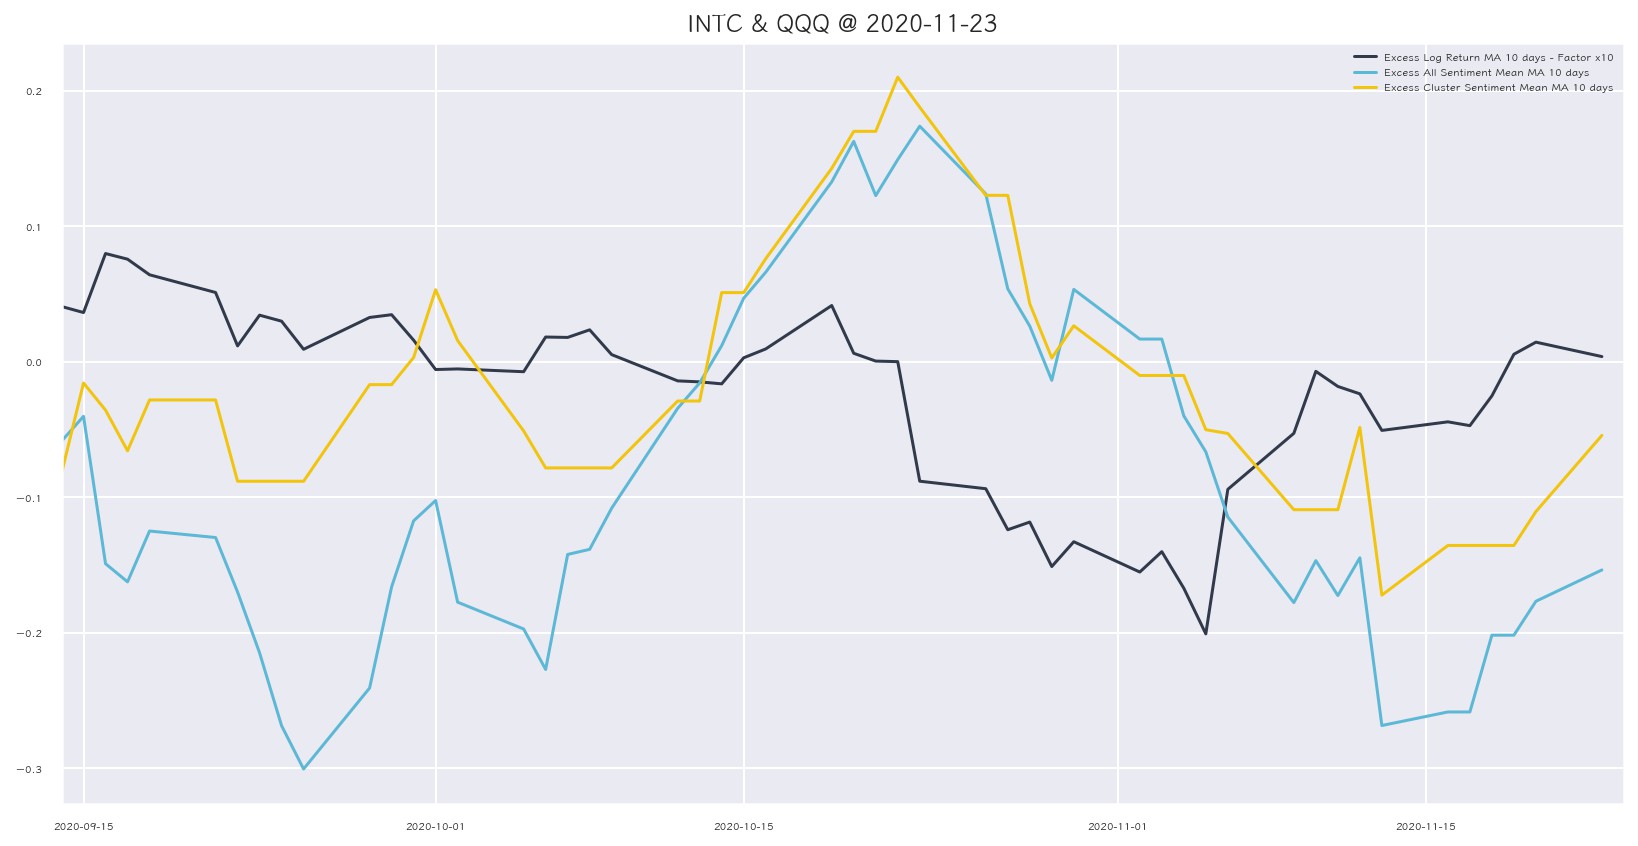 INTC & QQQ @ 2020-11-23
Excess Log Return MA 10 days - Factor x10
Excess All Sentiment Mean MA 10 days
Excess Cluster Sentiment Mean MA 10 days
0.2
0.1
0.0
−0.1
−0.2
−0.3
2020-09-15
2020-10-01
2020-10-15
2020-11-01
2020-11-15